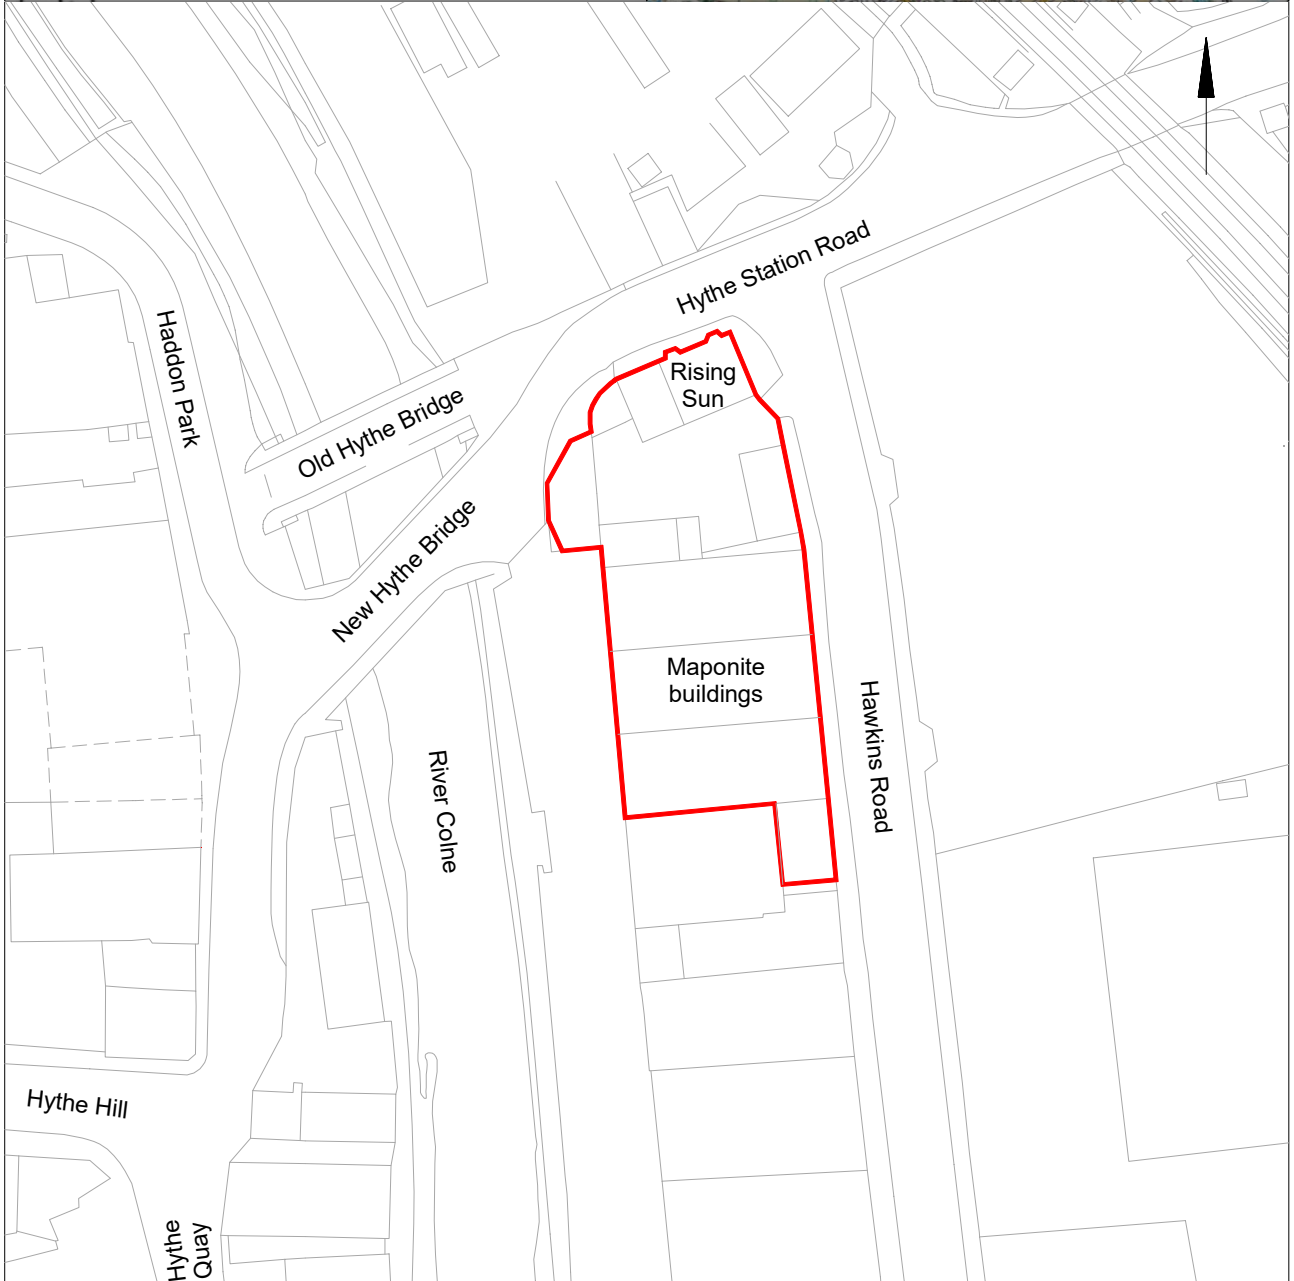 Hythe Station Road
Haddon Park
Rising
Sun
Old Hythe Bridge
New Hythe Bridge
Maponite
buildings
Hawkins Road
River Colne
Hythe Hill
Hythe
Quay